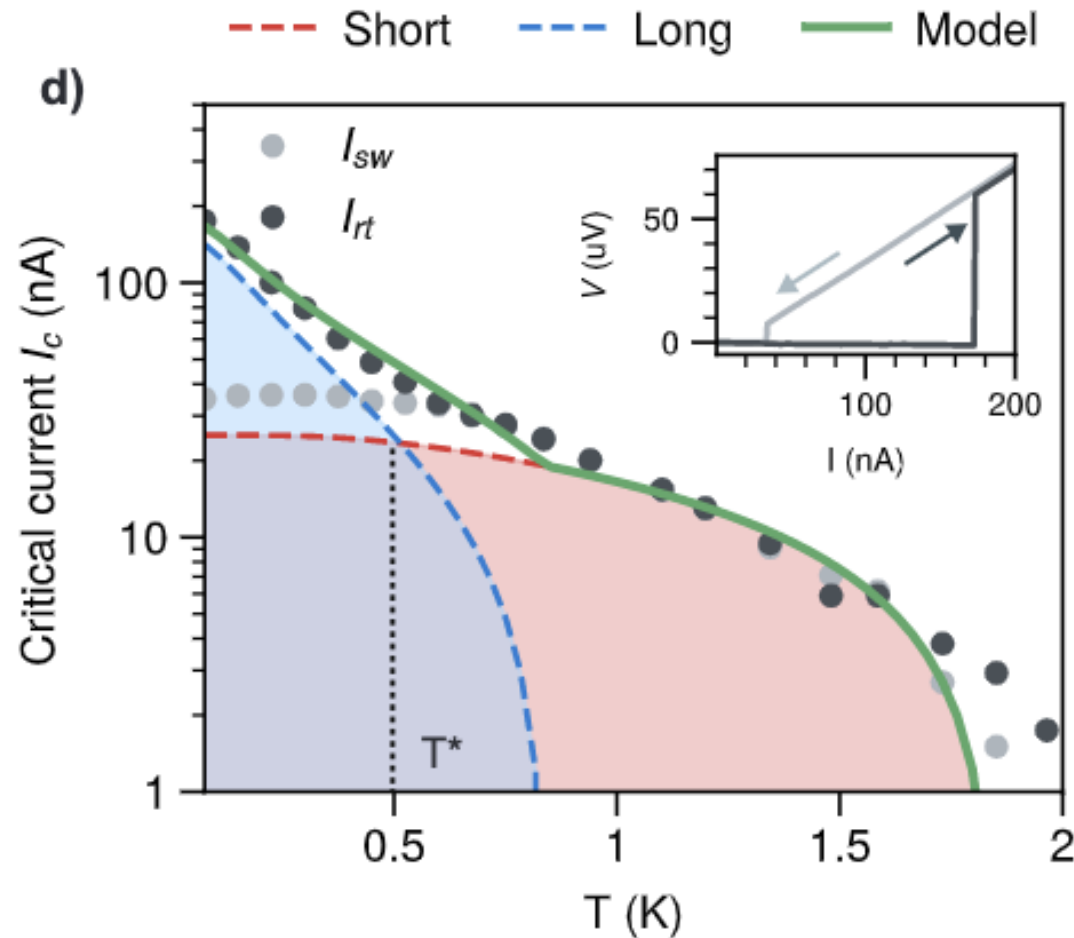 Short Long Model
d)
I_sw
I_rt
Critical current I_c (nA)
100
10
1
T*
0.5 1 1.5 2
T (K)
V (uV)
50
0
100 200
I (nA)